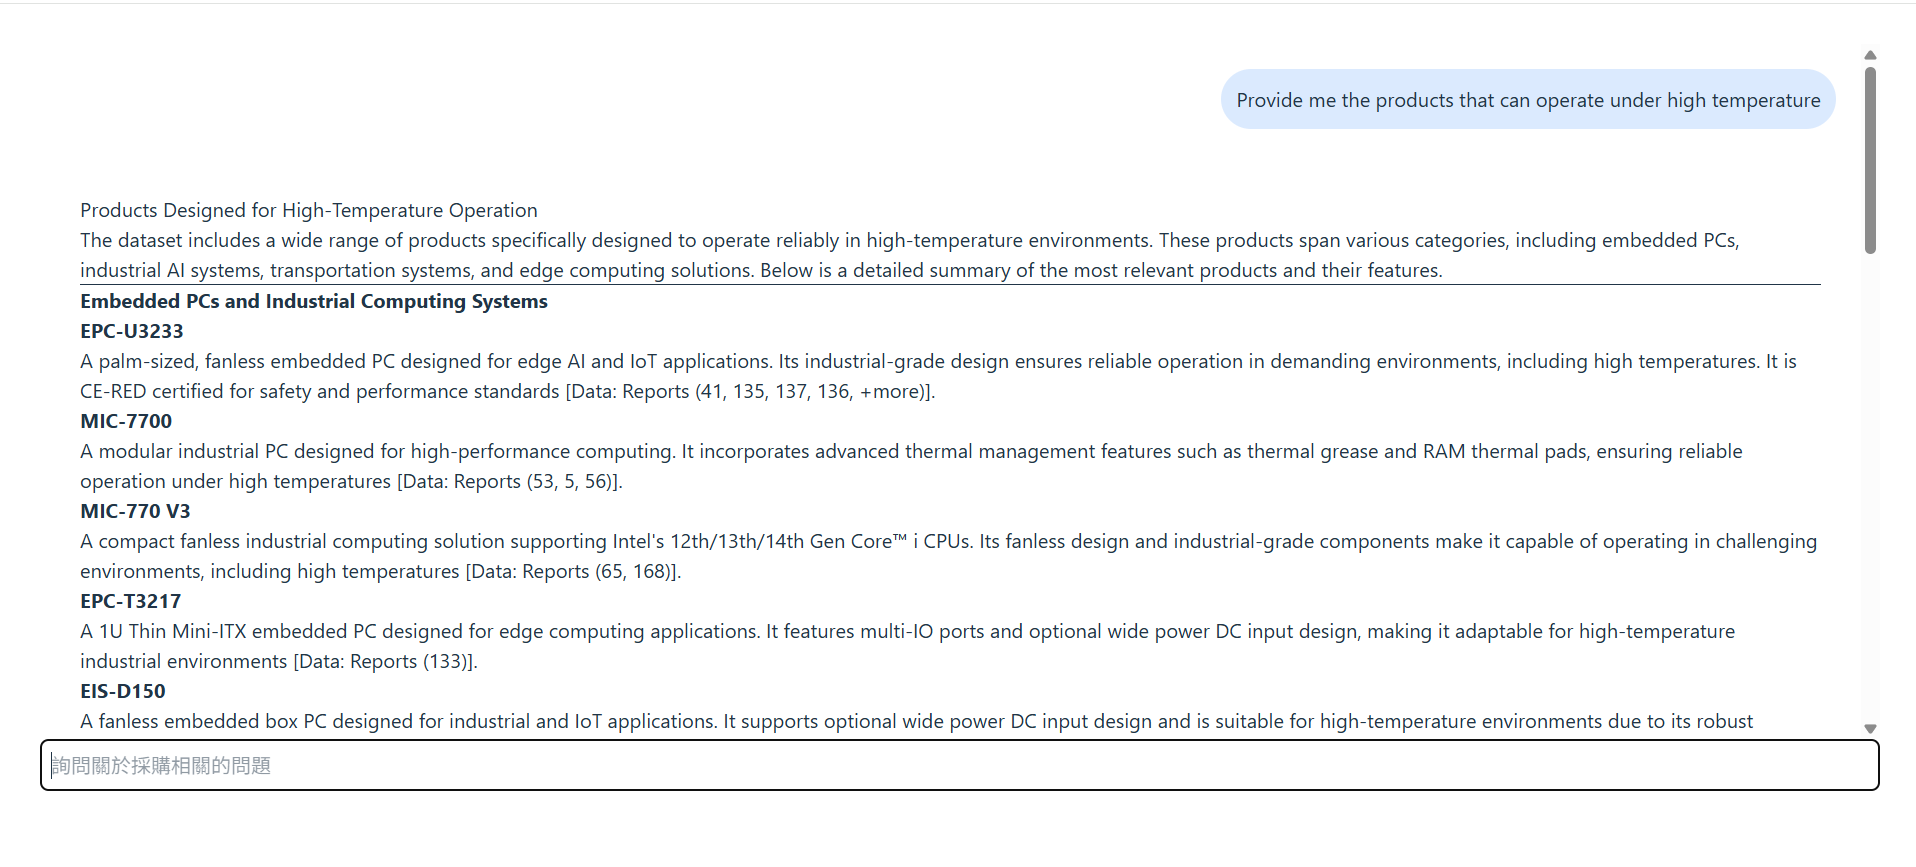 Provide me the products that can operate under high temperature
Products Designed for High-Temperature Operation
The dataset includes a wide range of products specifically designed to operate reliably in high-temperature environments. These products span various categories, including embedded PCs,
industrial AI systems, transportation systems, and edge computing solutions. Below is a detailed summary of the most relevant products and their features.
Embedded PCs and Industrial Computing Systems
EPC-U3233
A palm-sized, fanless embedded PC designed for edge AI and IoT applications. Its industrial-grade design ensures reliable operation in demanding environments, including high temperatures. It is
CE-RED certified for safety and performance standards [Data: Reports (41, 135, 137, 136, +more)].
MIC-7700
A modular industrial PC designed for high-performance computing. It incorporates advanced thermal management features such as thermal grease and RAM thermal pads, ensuring reliable
operation under high temperatures [Data: Reports (53, 5, 56)].
MIC-770 V3
A compact fanless industrial computing solution supporting Intel's 12th/13th/14th Gen Core™ i CPUs. Its fanless design and industrial-grade components make it capable of operating in challenging
environments, including high temperatures [Data: Reports (65, 168)].
EPC-T3217
A 1U Thin Mini-ITX embedded PC designed for edge computing applications. It features multi-IO ports and optional wide power DC input design, making it adaptable for high-temperature
industrial environments [Data: Reports (133)].
EIS-D150
A fanless embedded box PC designed for industrial and IoT applications. It supports optional wide power DC input design and is suitable for high-temperature environments due to its robust
詢問關於採購相關的問題